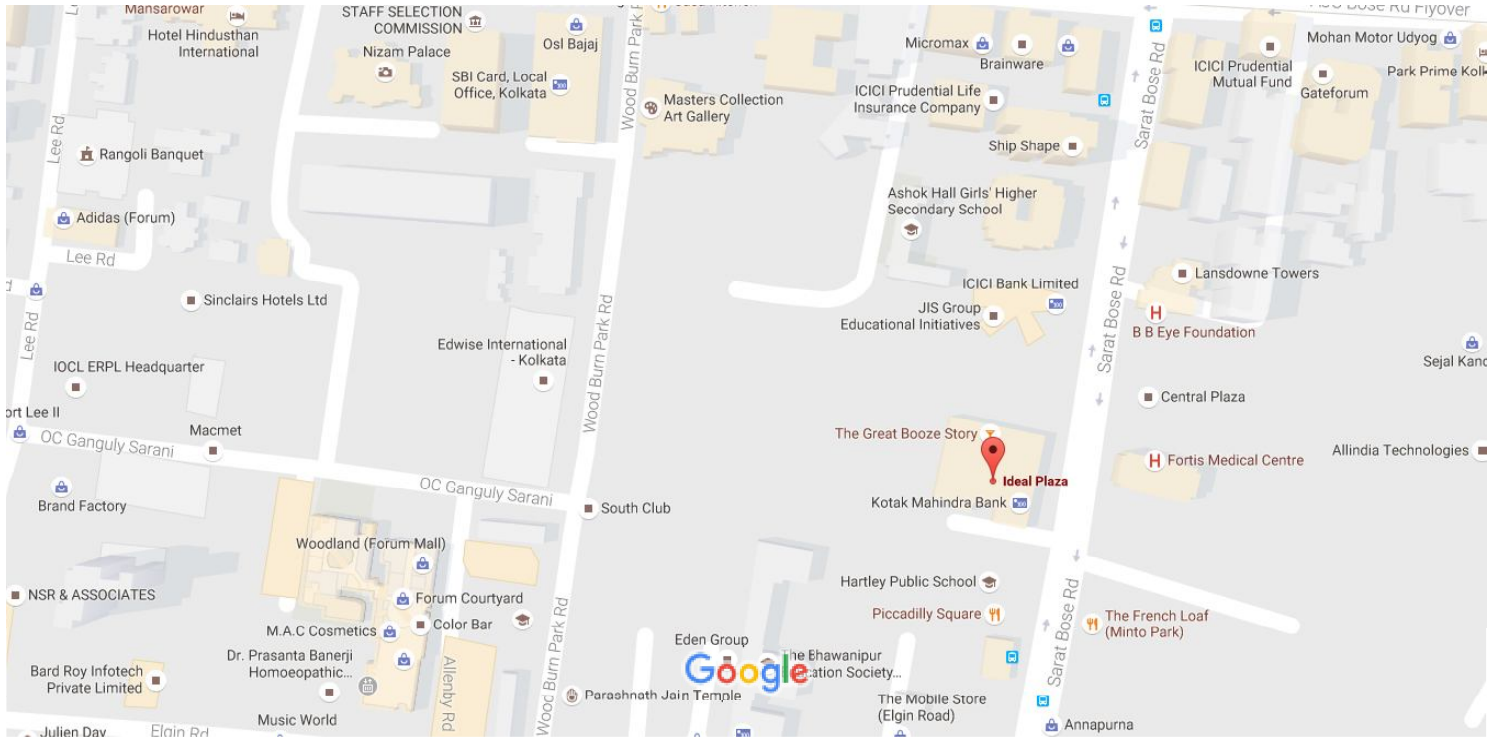 Mansarowar
Hotel Hindusthan
International
STAFF SELECTION
COMMISSION
Nizam Palace
Osl Bajaj
SBI Card, Local
Office, Kolkata
Wood Burn Park R
Masters Collection
Art Gallery
Micromax
Brainware
ICICI Prudential Life
Insurance Company
Ship Shape
Sarat Bose Rd
Bose Rd Flyover
ICICI Prudential
Mutual Fund
Mohan Motor Udyog
Park Prime Kolk
Gateforum
Lee Rd
Rangoli Banquet
Adidas (Forum)
Lee Rd
Ashok Hall Girls' Higher
Secondary School
Sinclairs Hotels Ltd
ICICI Bank Limited
JIS Group
Educational Initiatives
Lansdowne Towers
B B Eye Foundation
Sarat Bose Rd
Lee Rd
IOCL ERPL Headquarter
Edwise International
- Kolkata
Wood Burn Park Rd
Sejal Kand
Central Plaza
ort Lee II
OC Ganguly Sarani
Macmet
The Great Booze Story
Ideal Plaza
Kotak Mahindra Bank
Fortis Medical Centre
Allindia Technologies
Brand Factory
OC Ganguly Sarani
South Club
Woodland (Forum Mall)
NSR & ASSOCIATES
Forum Courtyard
M.A.C Cosmetics
Color Bar
Hartley Public School
Piccadilly Square
Sarat Bose Rd
The French Loaf
(Minto Park)
Dr. Prasanta Banerji
Homoeopathic...
Bard Roy Infotech
Private Limited
Allenby Rd
Wood Burn Park Rd
Eden Group
Google
The Bhawanipur
cation Society...
Parashnath Jain Temple
The Mobile Store
(Elgin Road)
Music World
Julien Day
Elgin Rd
Annapurna